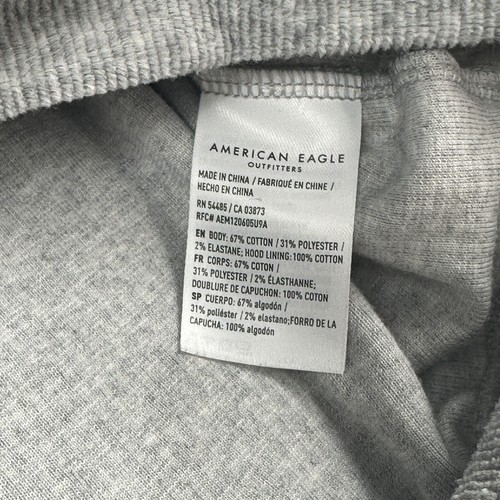 AMERICAN EAGLE
OUTFITTERS
MADE IN CHINA / FABRIQUÉ EN CHINE /
HECHO EN CHINA
RN 54485 / CA 03873
RFC# AEM120605U9A
EN BODY: 67% COTTON / 31% POLYESTER /
2% ELASTANE; HOOD LINING:100% COTTON
FR CORPS: 67% COTON /
31% POLYESTER / 2% ÉLASTHANNE;
DOUBLURE DE CAPUCHON: 100% COTON
SP CUERPO: 67% algodón /
31% poliéster / 2% elastano;FORRO DE LA
CAPUCHA: 100% algodón